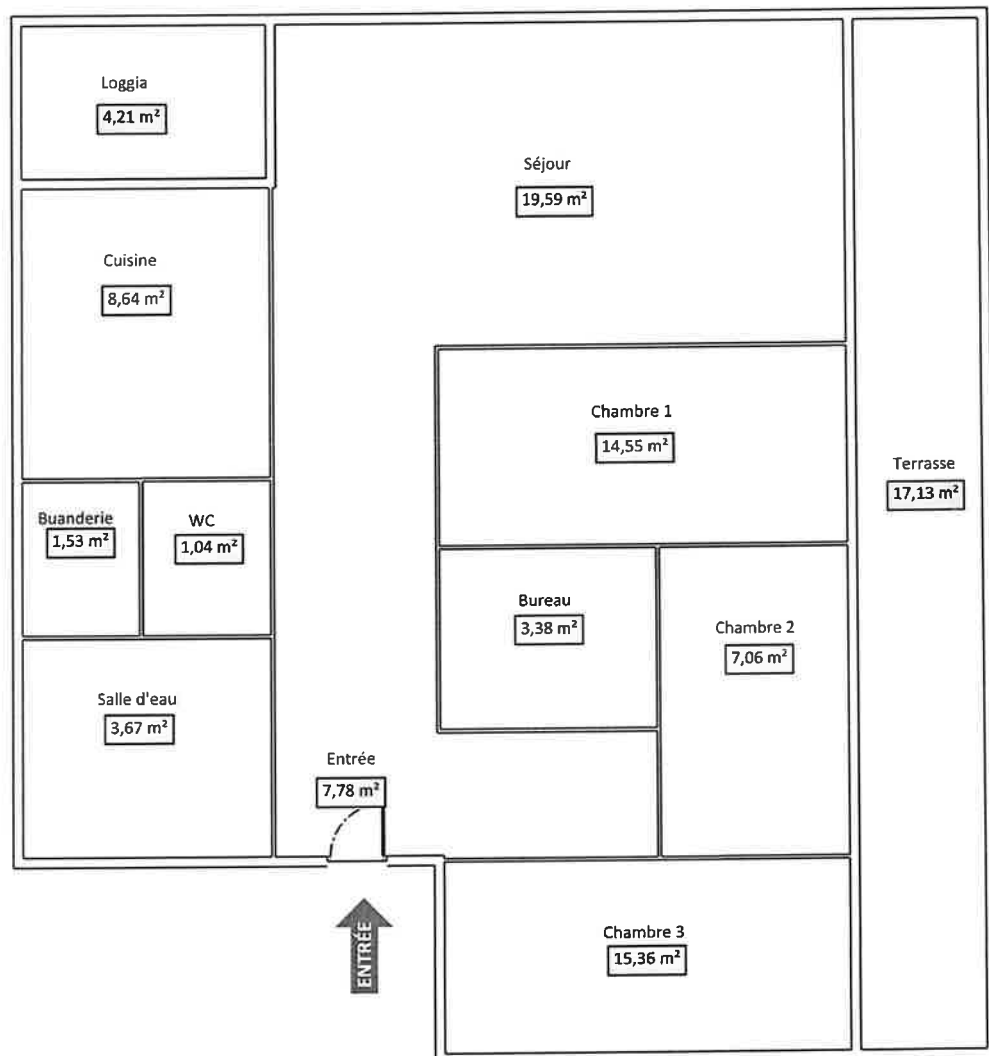 Loggia
4,21 m²
Séjour
19,59 m²
Cuisine
8,64 m²
Chambre 1
14,55 m²
Terrasse
17,13 m²
Buanderie
1,53 m²
WC
1,04 m²
Bureau
3,38 m²
Chambre 2
7,06 m²
Salle d'eau
3,67 m²
Entrée
7,78 m²
ENTRÉE
Chambre 3
15,36 m²